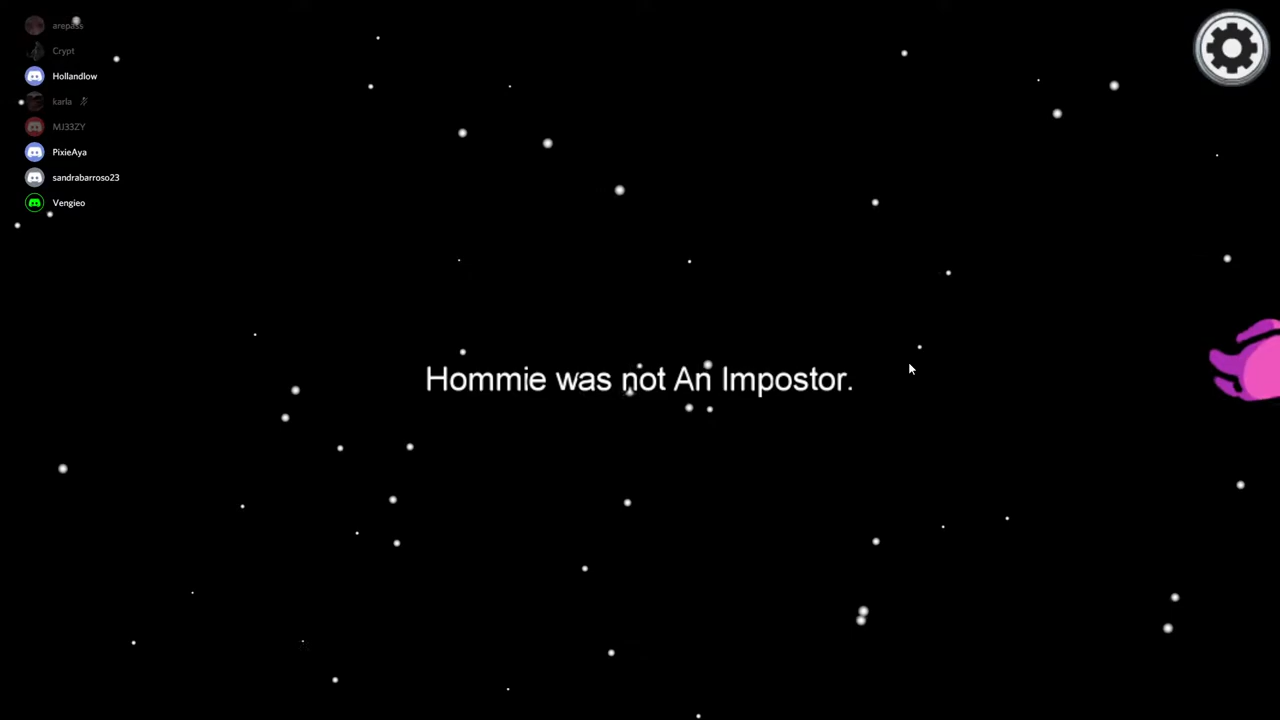 arepass
Crypt
Hollandlow
karla
MJ33ZY
PixieAya
sandrabarroso23
Vengieo
Hommie was not An Impostor.